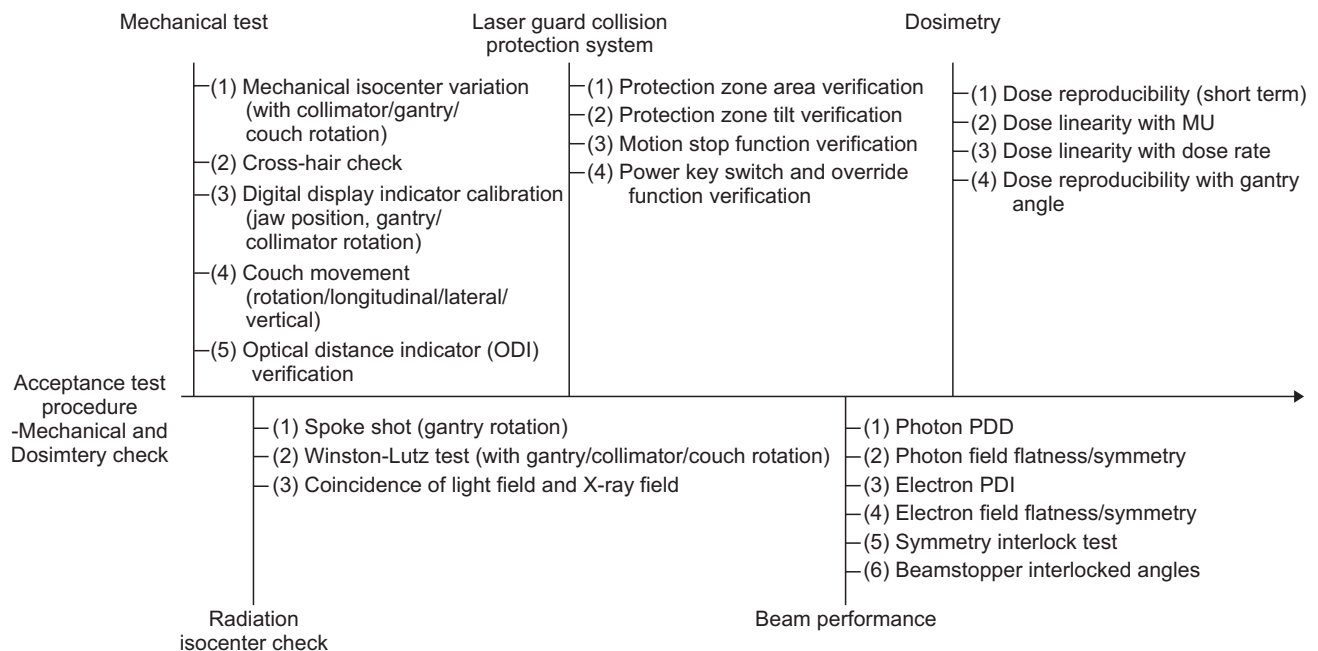 Mechanical test
(1) Mechanical isocenter variation
(with collimator/gantry/
couch rotation)
(2) Cross-hair check
(3) Digital display indicator calibration
(jaw position, gantry/
collimator rotation)
(4) Couch movement
(rotation/longitudinal/lateral/
vertical)
(5) Optical distance indicator (ODI)
verification
Laser guard collision
protection system
(1) Protection zone area verification
(2) Protection zone tilt verification
(3) Motion stop function verification
(4) Power key switch and override
function verification
Dosimetry
(1) Dose reproducibility (short term)
(2) Dose linearity with MU
(3) Dose linearity with dose rate
(4) Dose reproducibility with gantry
angle
Acceptance test
procedure
-Mechanical and
Dosimtery check
(1) Spoke shot (gantry rotation)
(2) Winston-Lutz test (with gantry/collimator/couch rotation)
(3) Coincidence of light field and X-ray field
Radiation
isocenter check
(1) Photon PDD
(2) Photon field flatness/symmetry
(3) Electron PDI
(4) Electron field flatness/symmetry
(5) Symmetry interlock test
(6) Beamstopper interlocked angles
Beam performance